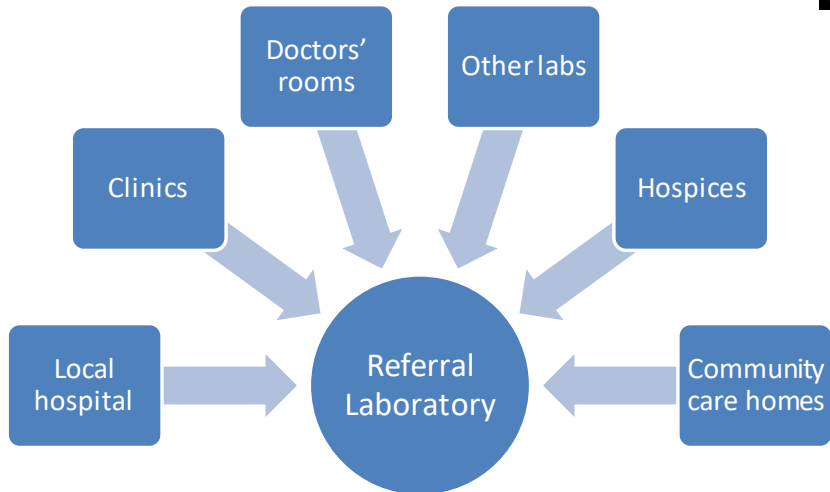 Doctors'
rooms
Other labs
Clinics
Hospices
Local
hospital
Referral
Laboratory
Community
care homes